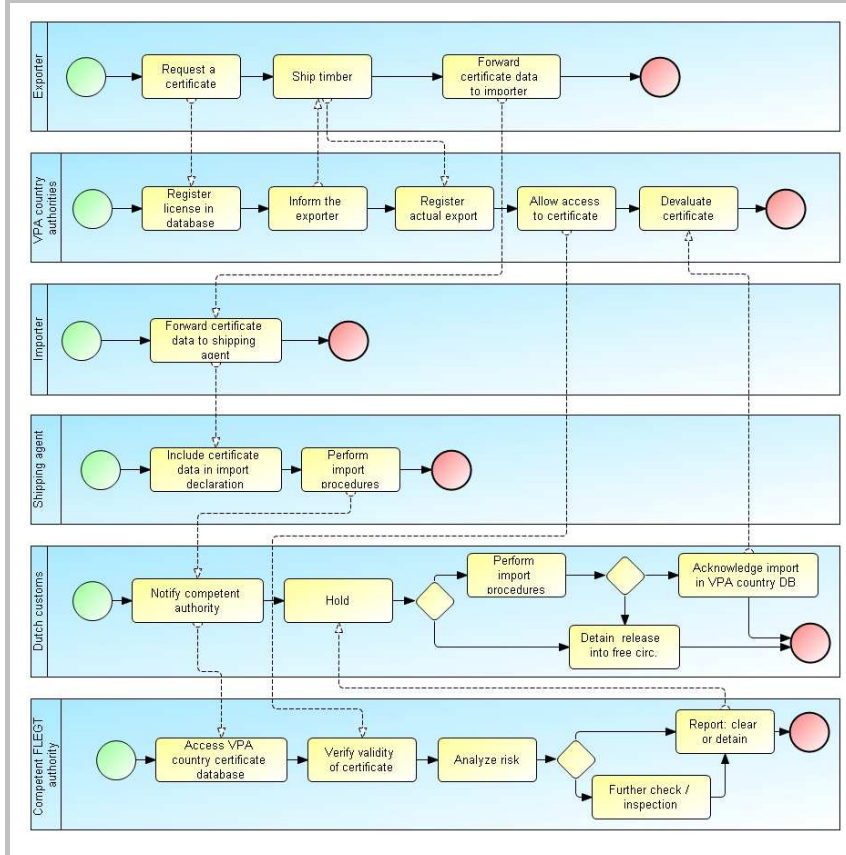 Exporter
Request a
certificate
Ship timber
Forward
certificate data
to importer
VPA country
authorities
Register
license in
database
Inform the
exporter
Register
actual export
Allow access
to certificate
Devaluate
certificate
Importer
Forward certificate
data to shipping
agent
Shipping agent
Include certificate
data in import
declaration
Perform
import
procedures
Dutch customs
Notify competent
authority
Hold
Perform
import
procedures
Acknowledge import
in VPA country DB
Detain release
into free circ.
Competent FLEGT
authority
Access VPA
country certificate
database
Verify validity
of certificate
Analyze risk
Report: clear
or detain
Further check /
inspection